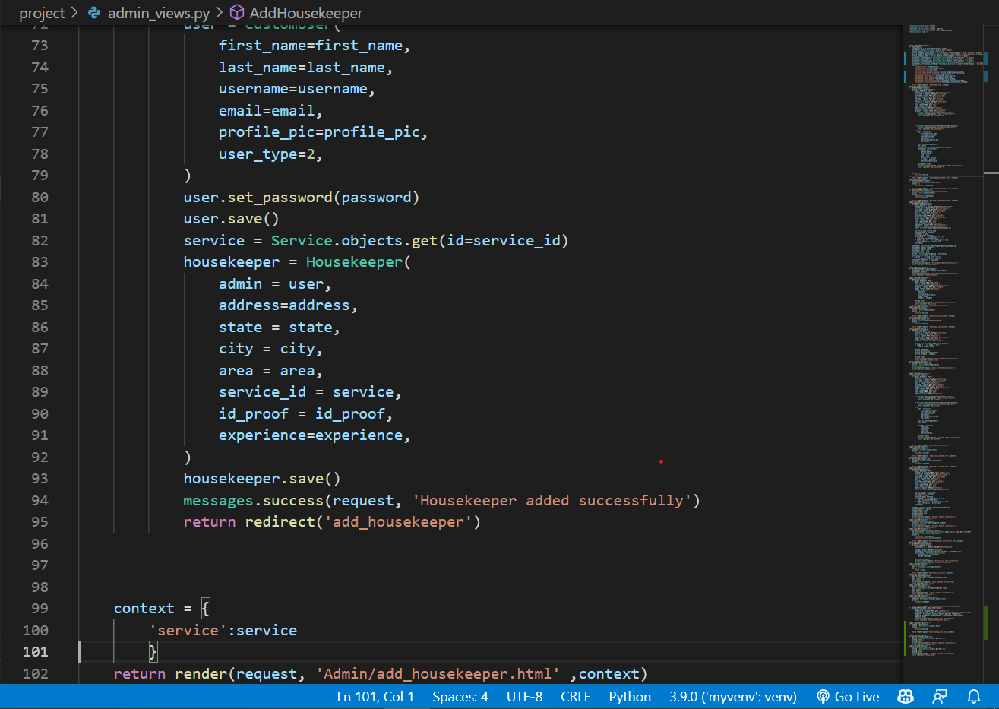 project > admin_views.py > AddHousekeeper
72 user = CustomUser(
73 first_name=first_name,
74 last_name=last_name,
75 username=username,
76 email=email,
77 profile_pic=profile_pic,
78 user_type=2,
79 )
80 user.set_password(password)
81 user.save()
82 service = Service.objects.get(id=service_id)
83 housekeeper = Housekeeper(
84 admin = user,
85 address=address,
86 state = state,
87 city = city,
88 area = area,
89 service_id = service,
90 id_proof = id_proof,
91 experience=experience,
92 )
93 housekeeper.save()
94 messages.success(request, 'Housekeeper added successfully')
95 return redirect('add_housekeeper')
96
97
98
99 context = {
100 'service':service
101 }
102 return render(request, 'Admin/add_housekeeper.html' ,context)
Ln 101, Col 1 Spaces: 4 UTF-8 CRLF Python 3.9.0 ('myvenv': venv) Go Live